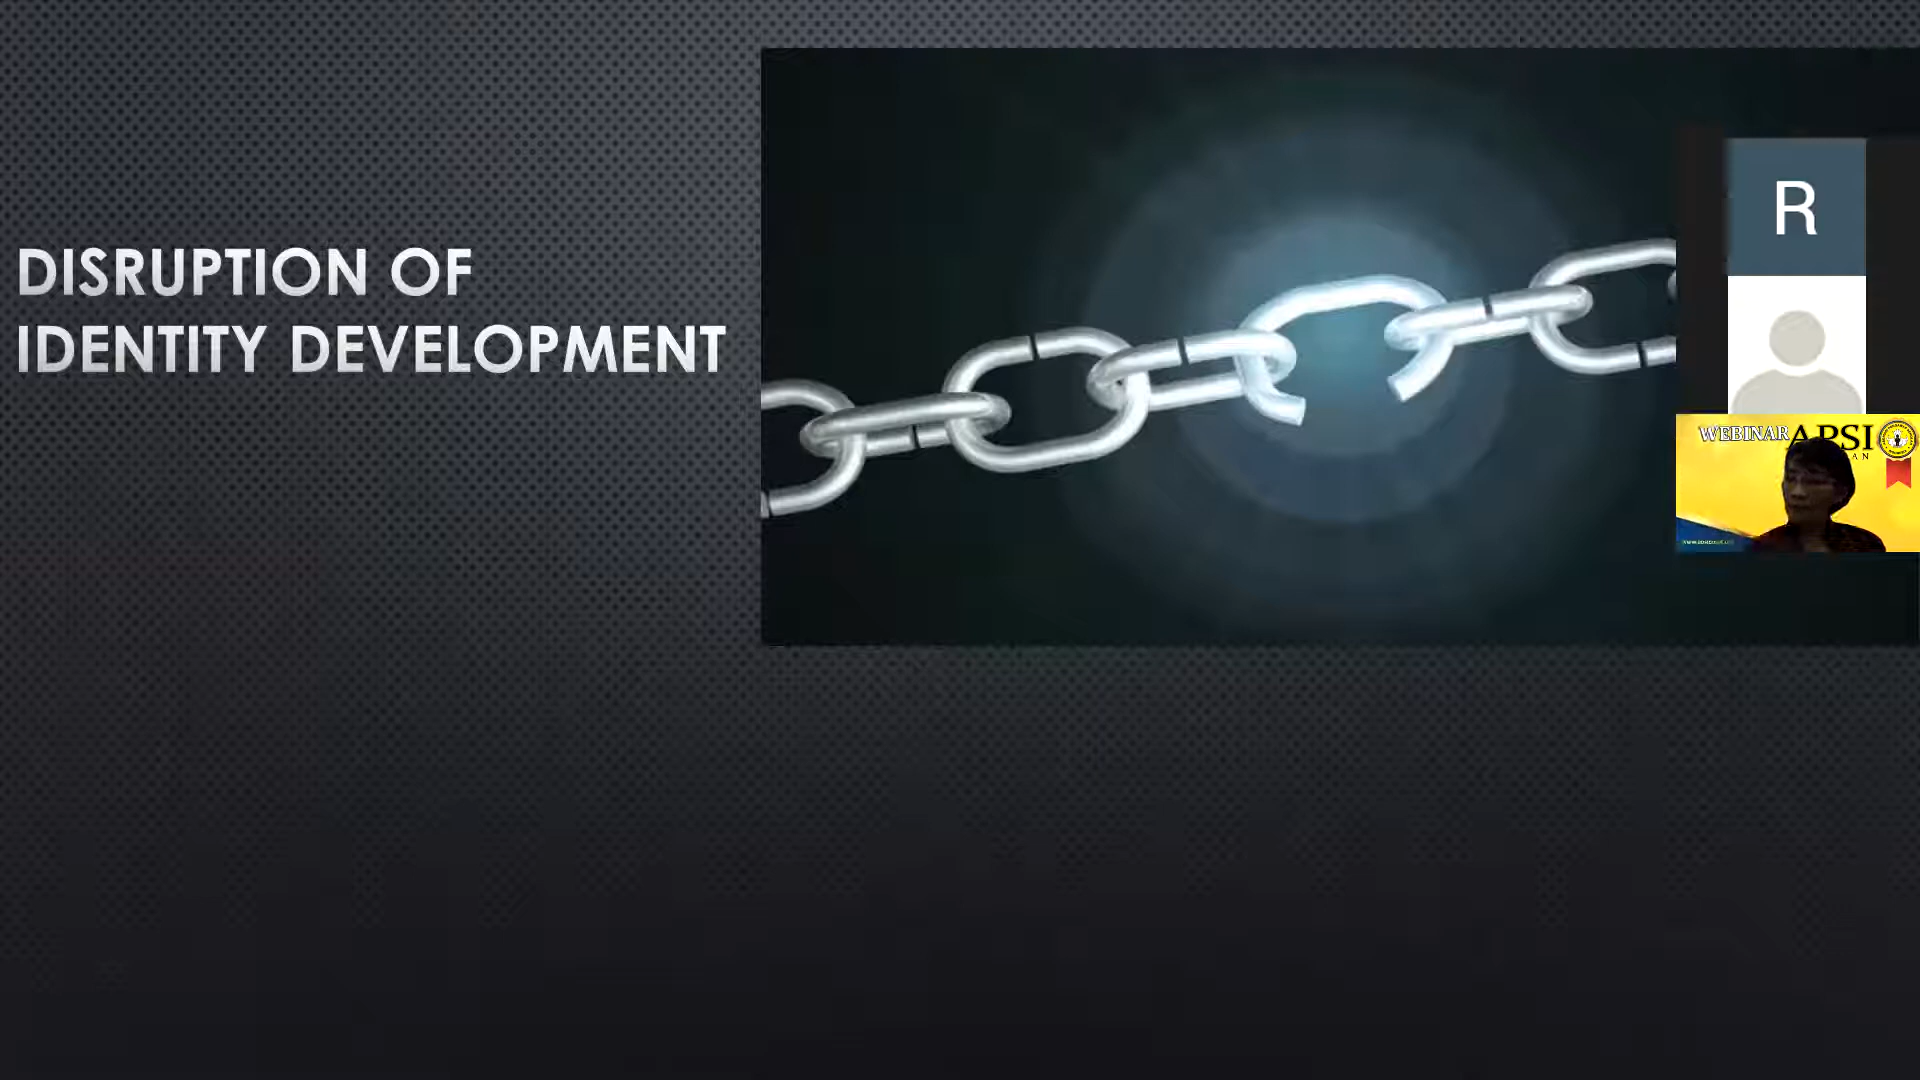 DISRUPTION OF
IDENTITY DEVELOPMENT
R
WEBINAR